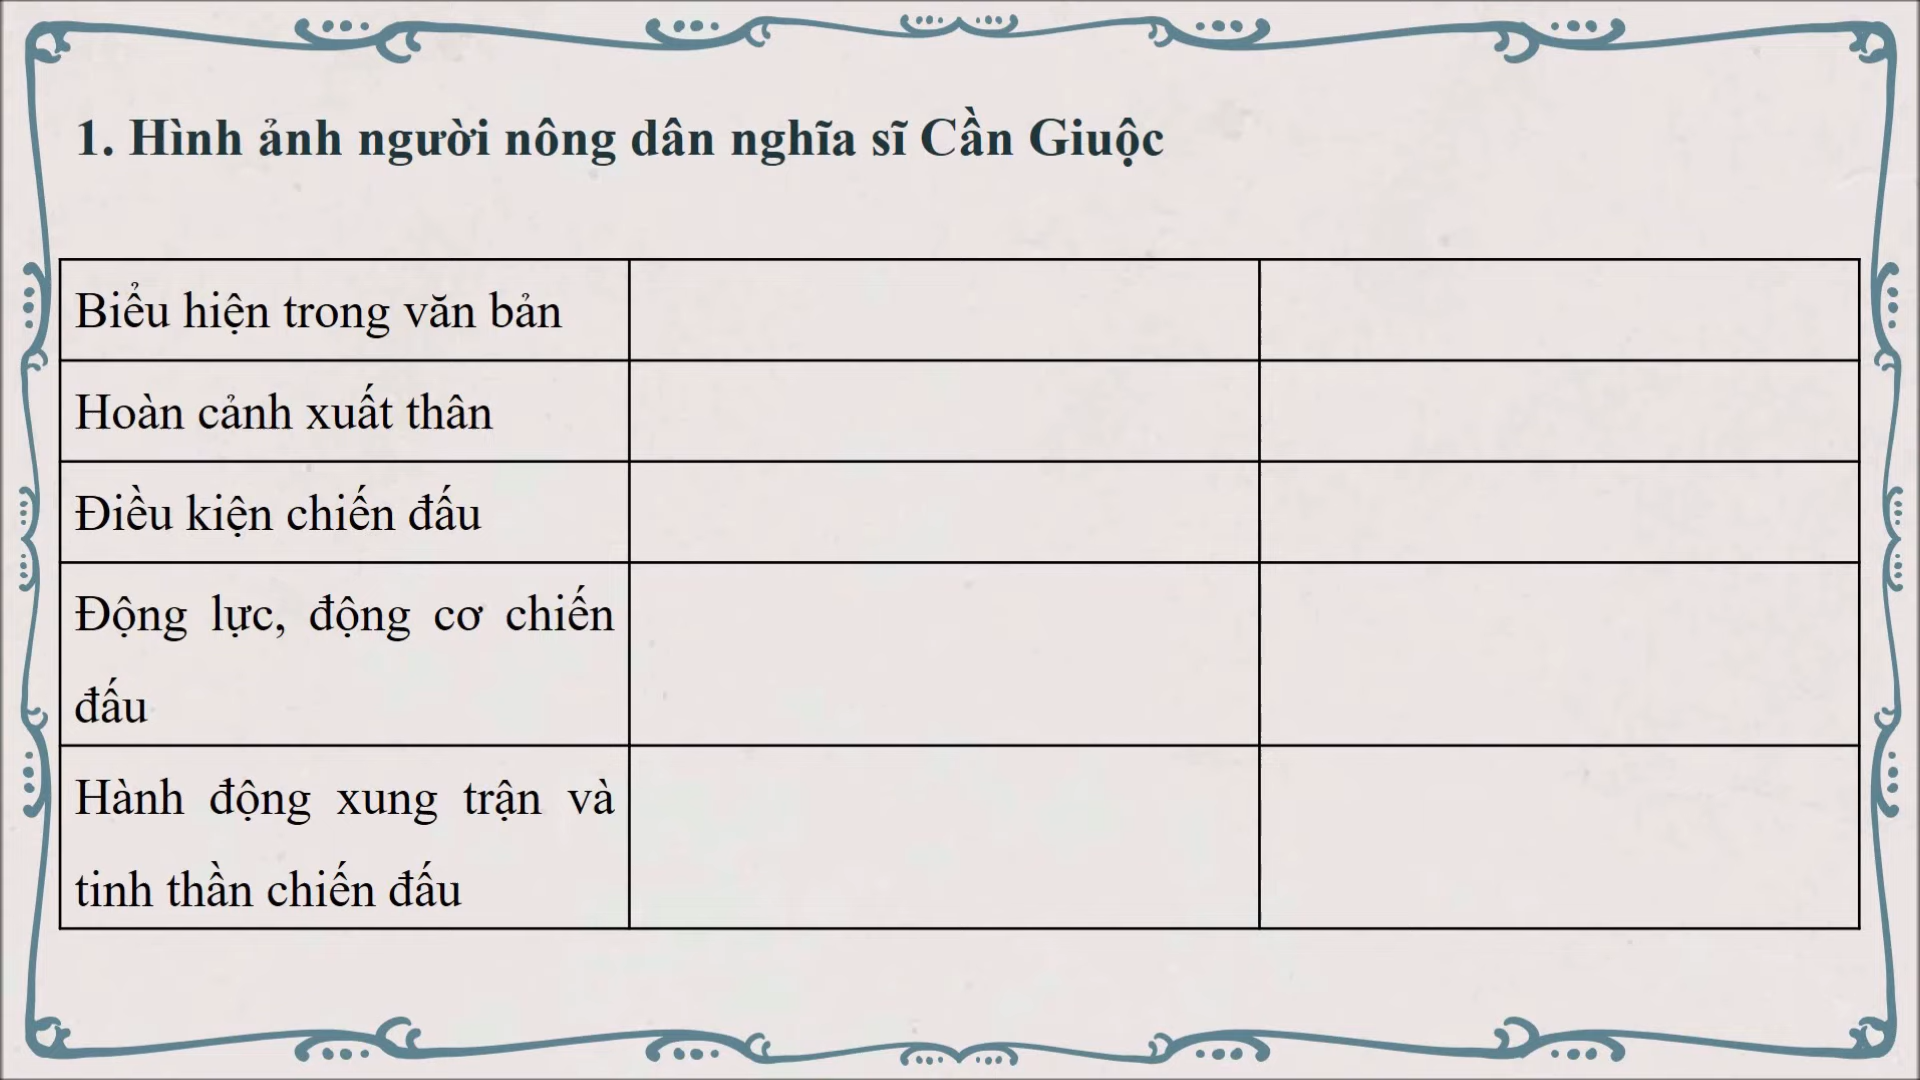 1. Hình ảnh người nông dân nghĩa sĩ Cần Giuộc
Biểu hiện trong văn bản
Hoàn cảnh xuất thân
Điều kiện chiến đấu
Động lực, động cơ chiến
đấu
Hành động xung trận và
tinh thần chiến đấu